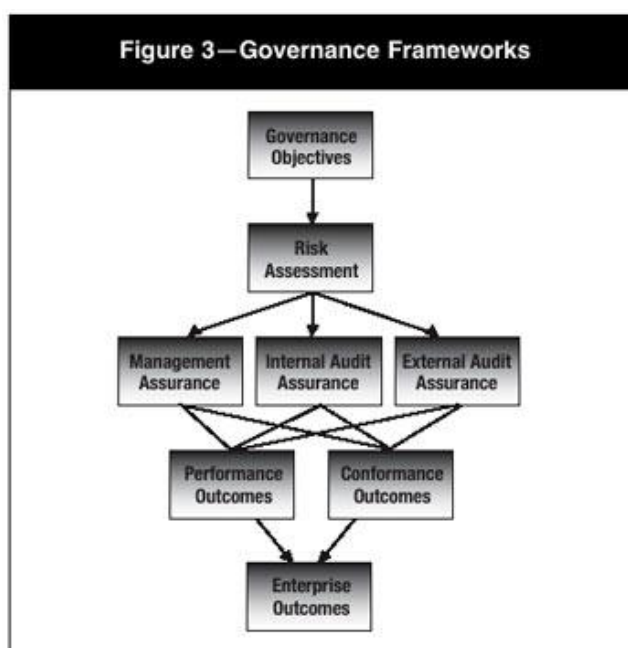 Figure 3—Governance Frameworks
Governance
Objectives
Risk
Assessment
Management
Assurance
Internal Audit
Assurance
External Audit
Assurance
Performance
Outcomes
Conformance
Outcomes
Enterprise
Outcomes